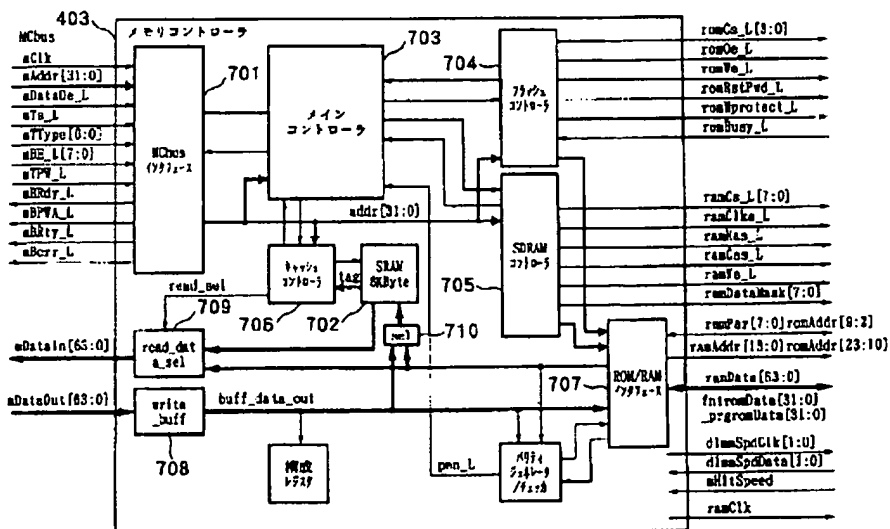 403
メモリコントローラ
MCbus
mClk
mAddr[31:0]
mDataOe_L
mTs_L
mTType[6:0]
mBE_L[7:0]
mTPW_L
mBRdy_L
mBPWA_L
mBRty_L
mBerr_L
701
MCbus
インタフェース
703
メイン
コントローラ
704
フラッシュ
コントローラ
romCs_L[3:0]
romOe_L
romWe_L
romRstPwd_L
romWprotect_L
romBusy_L
addr[31:0]
705
SDRAM
コントローラ
ramCs_L[7:0]
ramClke_L
ramRas_L
ramCas_L
ramWe_L
ramDataMask[7:0]
キャッシュ
コントローラ
706
tag
SRAM
8KByte
702
710
read_sel
709
read_dat
a_sel
mDataIn[63:0]
mDataOut[63:0]
write
_buff
708
buff_data_out
構成
レジスタ
pen_L
パリティ
ジェネレータ
/チェッカ
707
ROM/RAM
インタフェース
ramPar[7:0]romAddr[9:2]
ramAddr[13:0]romAddr[23:10]
ramData[63:0]
fntromData[31:0]
_prgromData[31:0]
dimmSpdClk[1:0]
dimmSpdData[1:0]
mHitSpeed
ramClk